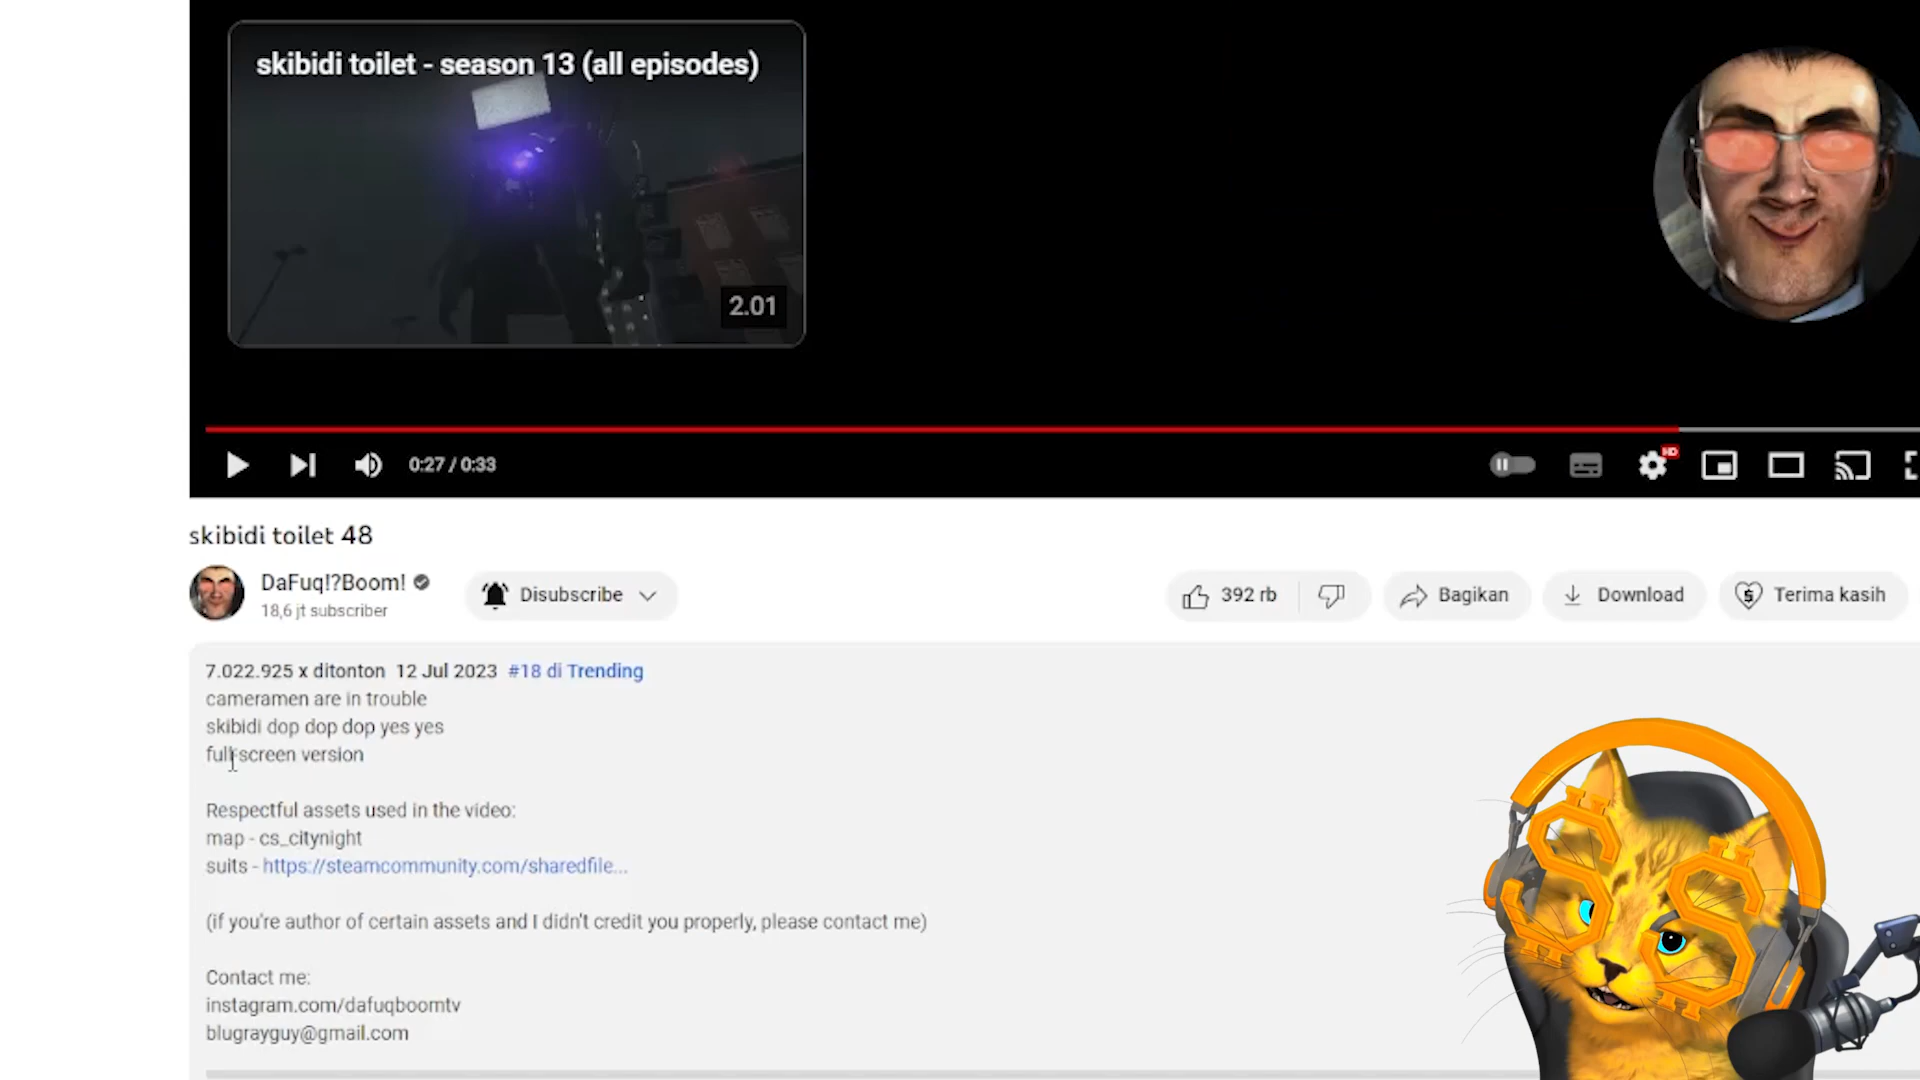 skibidi toilet - season 13 (all episodes)
2.01
0:27 / 0:33
HD
skibidi toilet 48
DaFuq!?Boom!
18,6 jt subscriber
Disubscribe
392 rb
Bagikan
Download
Terima kasih
7.022.925 x ditonton 12 Jul 2023 #18 di Trending
cameramen are in trouble
skibidi dop dop dop yes yes
full-screen version
Respectful assets used in the video:
map - cs_citynight
suits - https://steamcommunity.com/sharedfile...
(if you're author of certain assets and I didn't credit you properly, please contact me)
Contact me:
instagram.com/dafuqboomtv
blugrayguy@gmail.com